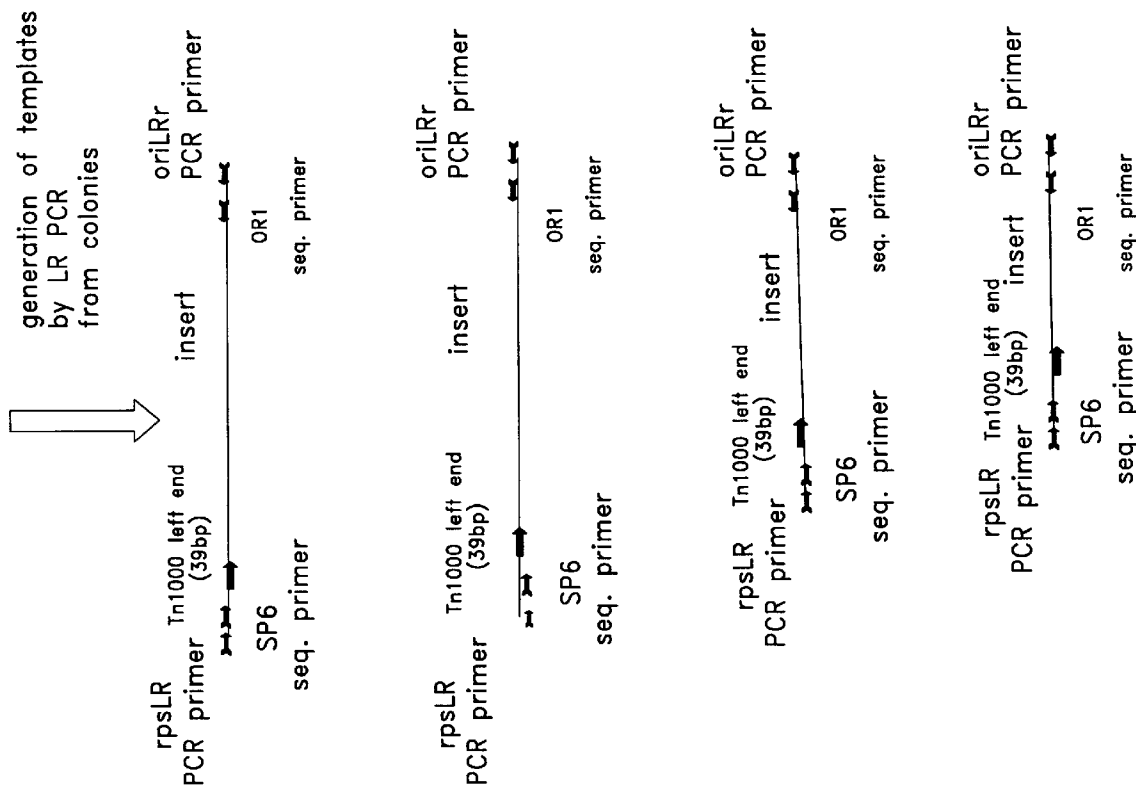 generation of templates
by LR PCR
from colonies
rpsLR
PCR primer
Tn1000 left end
(39bp)
insert
oriLRr
PCR primer
SP6
seq. primer
OR1
seq. primer
rpsLR
PCR primer
Tn1000 left end
(39bp)
insert
oriLRr
PCR primer
SP6
seq. primer
OR1
seq. primer
rpsLR
PCR primer
Tn1000 left end
(39bp)
insert
oriLRr
PCR primer
SP6
seq. primer
OR1
seq. primer
rpsLR
PCR primer
Tn1000 left end
(39bp)
insert
oriLRr
PCR primer
SP6
seq. primer
OR1
seq. primer